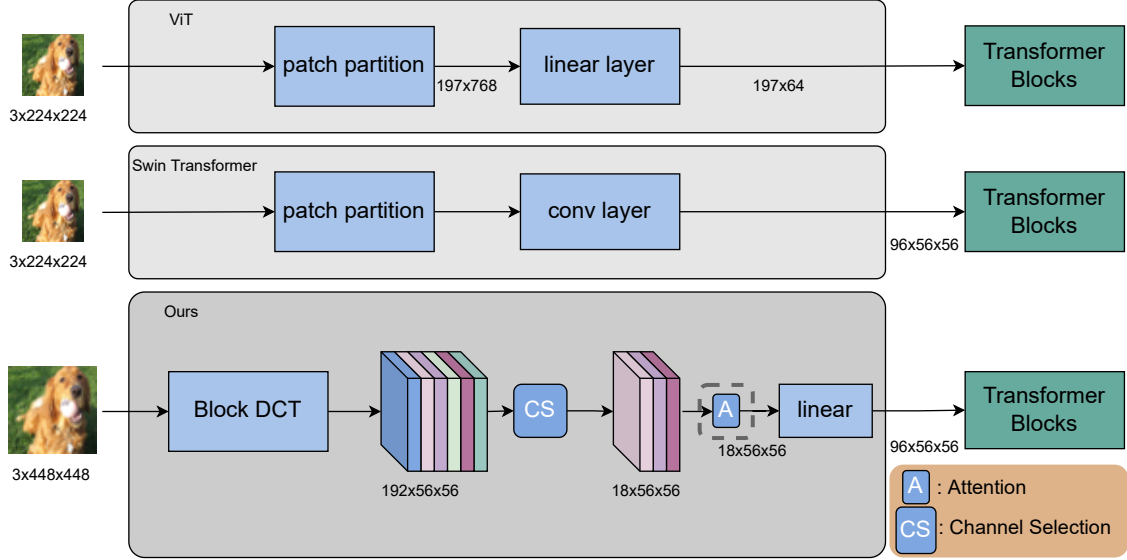 ViT
patch partition
linear layer
Transformer
Blocks
197x768
197x64
3x224x224
Swin Transformer
patch partition
conv layer
Transformer
Blocks
96x56x56
3x224x224
Ours
Block DCT
CS
A
linear
Transformer
Blocks
18x56x56
96x56x56
3x448x448
192x56x56
18x56x56
A : Attention
CS : Channel Selection